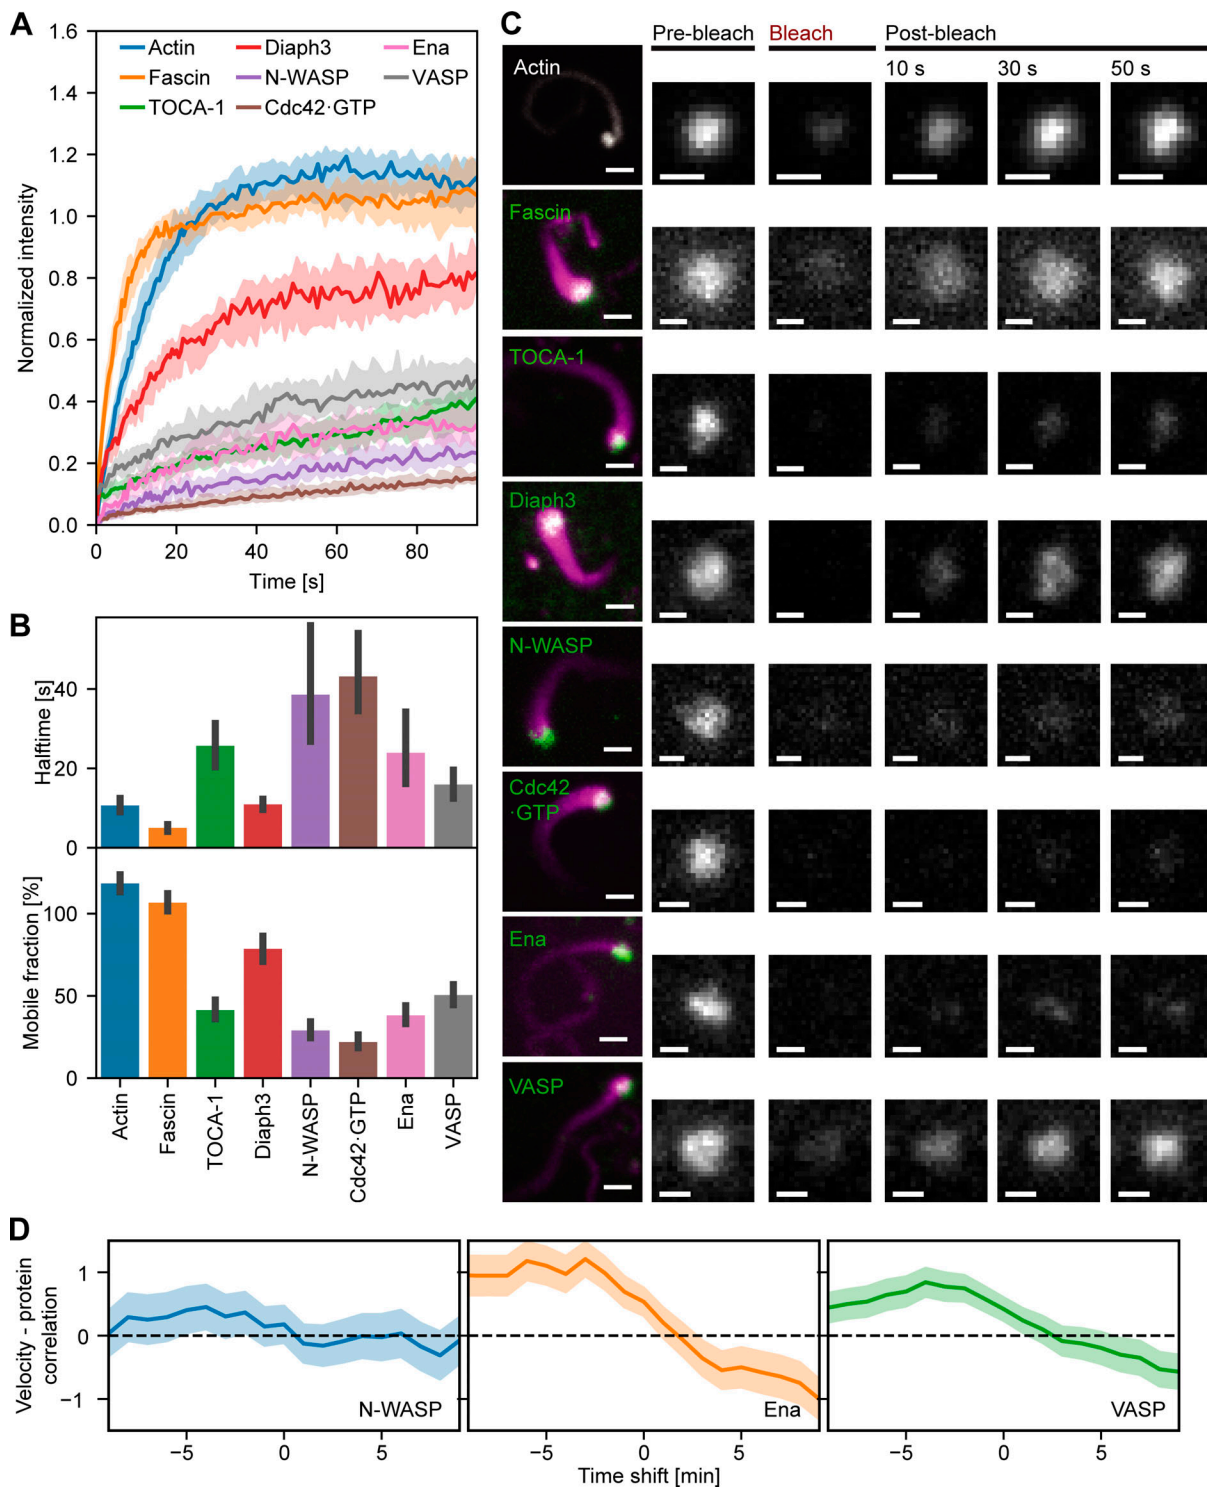 A
1.6
1.4
1.2
1.0
0.8
0.6
0.4
0.2
0.0
Normalized intensity
Actin
Diaph3
Ena
Fascin
N-WASP
VASP
TOCA-1
Cdc42·GTP
0
20
40
60
80
Time [s]
B
Halftime [s]
40
20
0
Mobile fraction [%]
100
50
0
Actin
Fascin
TOCA-1
Diaph3
N-WASP
Cdc42·GTP
Ena
VASP
C
Pre-bleach
Bleach
Post-bleach
10 s
30 s
50 s
Actin
Fascin
TOCA-1
Diaph3
N-WASP
Cdc42
·GTP
Ena
VASP
D
Velocity - protein
correlation
1
0
−1
N-WASP
Ena
VASP
−5
0
5
−5
0
5
−5
0
5
Time shift [min]